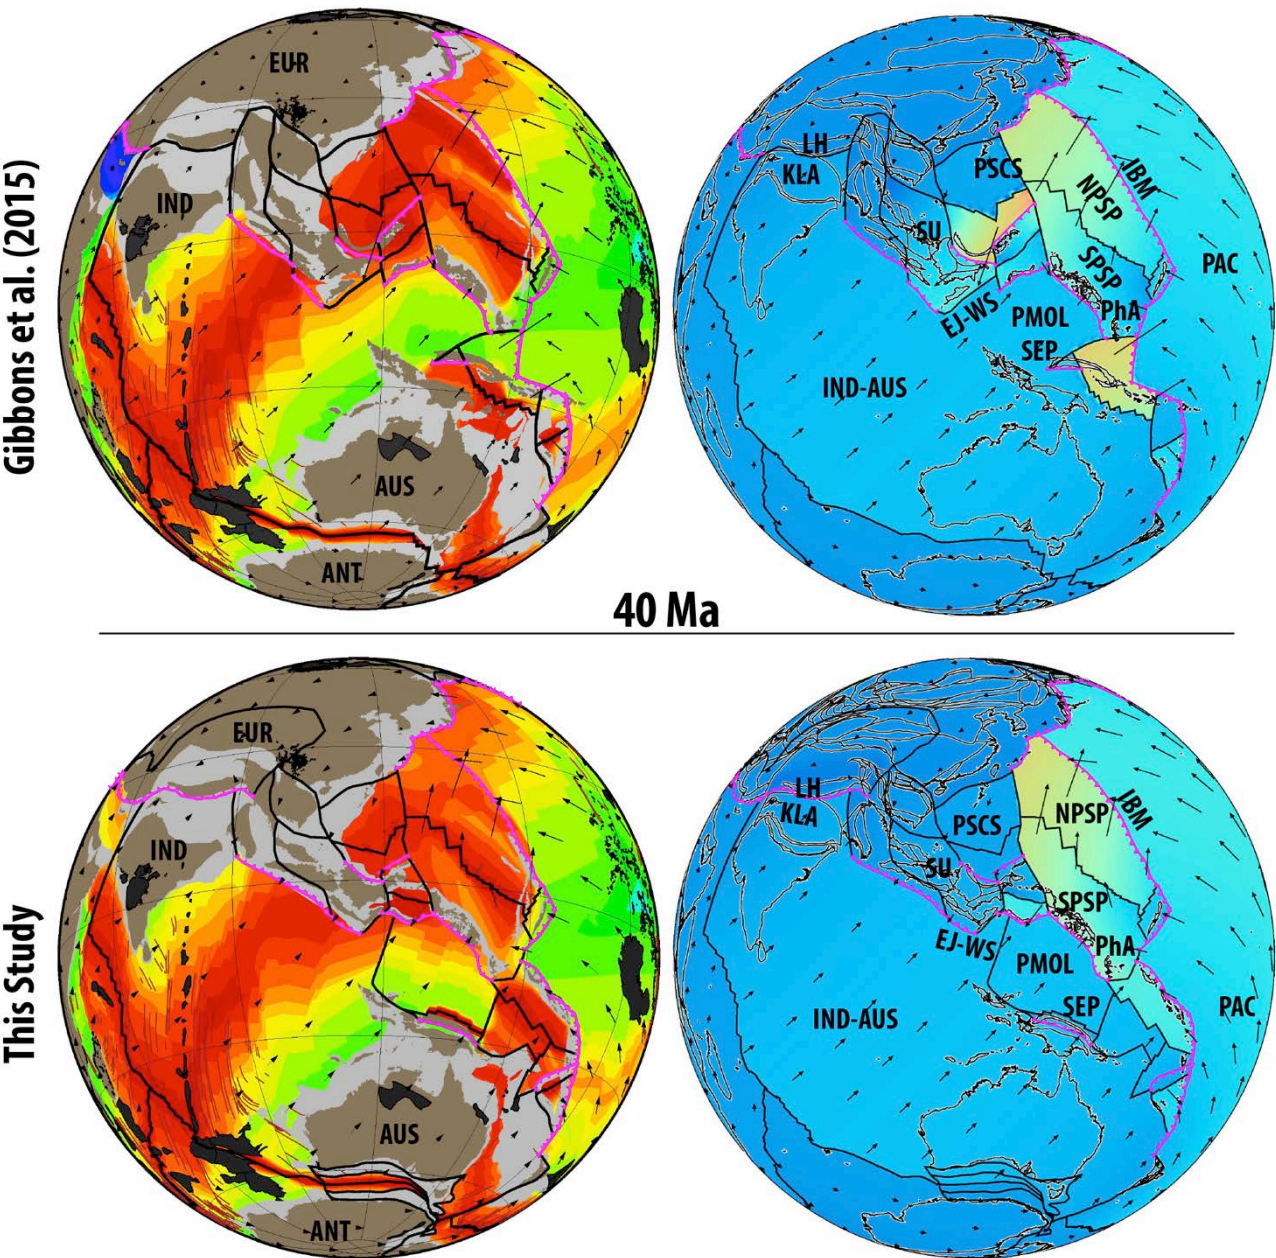 Gibbons et al. (2015)
EUR
IND
AUS
ANT
LH
KLA
PSCS
IBM
NPSP
SU
SPSP
PAC
EJ-WS
PMOL
PhA
SEP
IND-AUS
40 Ma
This Study
EUR
IND
AUS
ANT
LH
KLA
PSCS
NPSP
IBM
SU
SPSP
EJ-WS
PhA
PMOL
SEP
PAC
IND-AUS